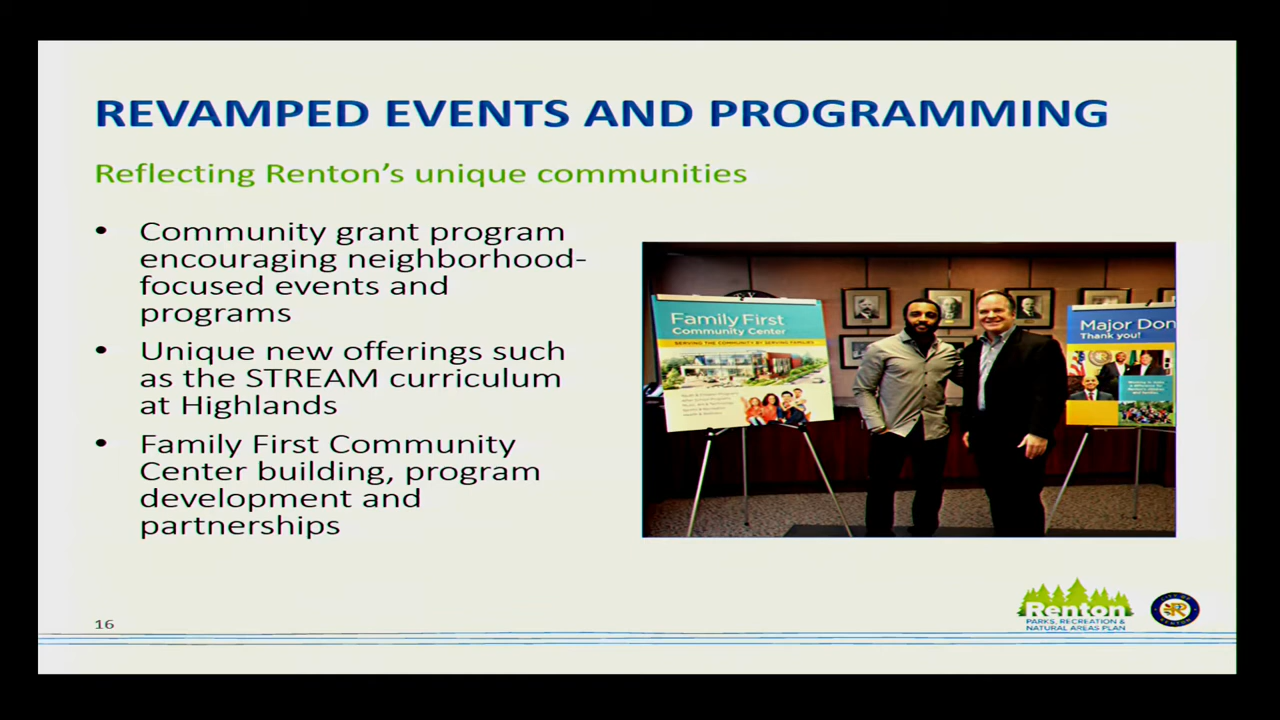 REVAMPED EVENTS AND PROGRAMMING
Reflecting Renton's unique communities
• Community grant program
encouraging neighborhood-
focused events and
programs
• Unique new offerings such
as the STREAM curriculum
at Highlands
• Family First Community
Center building, program
development and
partnerships
Family First
Community Center
SERVING THE COMMUNITY BY SERVING FAMILIES
Major Don
Thank you!
16
Renton
PARKS, RECREATION &
NATURAL AREAS PLAN
CITY OF
RENTON